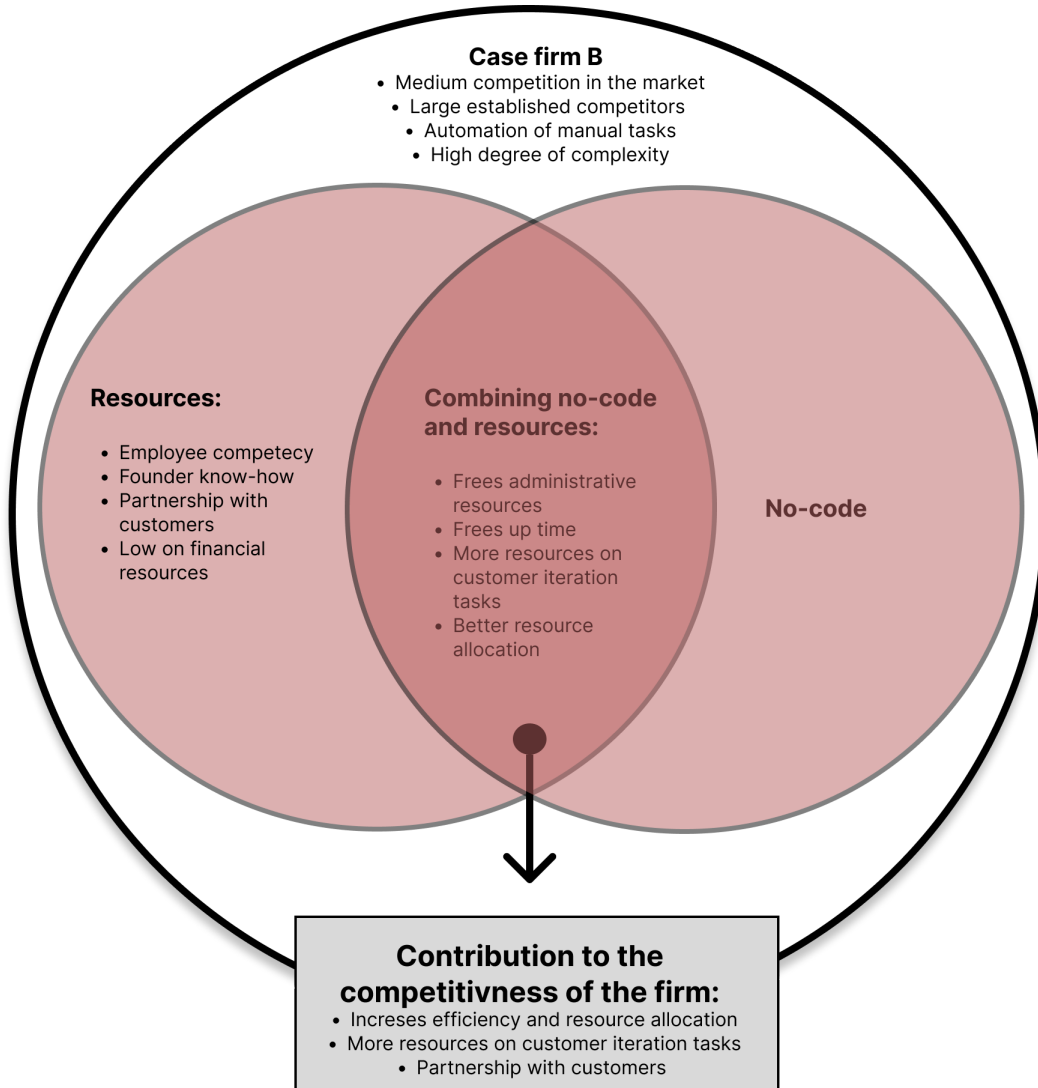 Case firm B
• Medium competition in the market
• Large established competitors
• Automation of manual tasks
• High degree of complexity
Resources:
• Employee competecy
• Founder know-how
• Partnership with
customers
• Low on financial
resources
Combining no-code
and resources:
• Frees administrative
resources
• Frees up time
• More resources on
customer iteration
tasks
• Better resource
allocation
No-code
Contribution to the
competitivness of the firm:
• Increses efficiency and resource allocation
• More resources on customer iteration tasks
• Partnership with customers